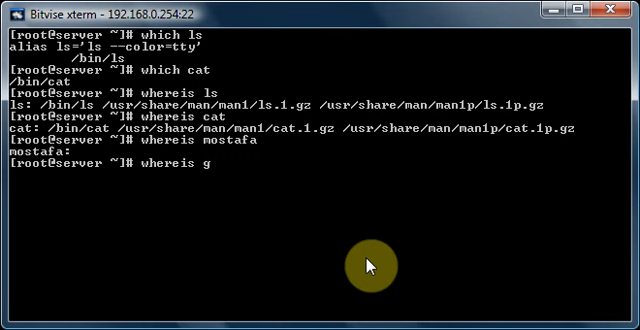 Bitvise xterm - 192.168.0.254:22
[root@server ~]# which ls
alias ls='ls --color=tty'
/bin/ls
[root@server ~]# which cat
/bin/cat
[root@server ~]# whereis ls
ls: /bin/ls /usr/share/man/man1/ls.1.gz /usr/share/man/man1p/ls.1p.gz
[root@server ~]# whereis cat
cat: /bin/cat /usr/share/man/man1/cat.1.gz /usr/share/man/man1p/cat.1p.gz
[root@server ~]# whereis mostafa
mostafa:
[root@server ~]# whereis g